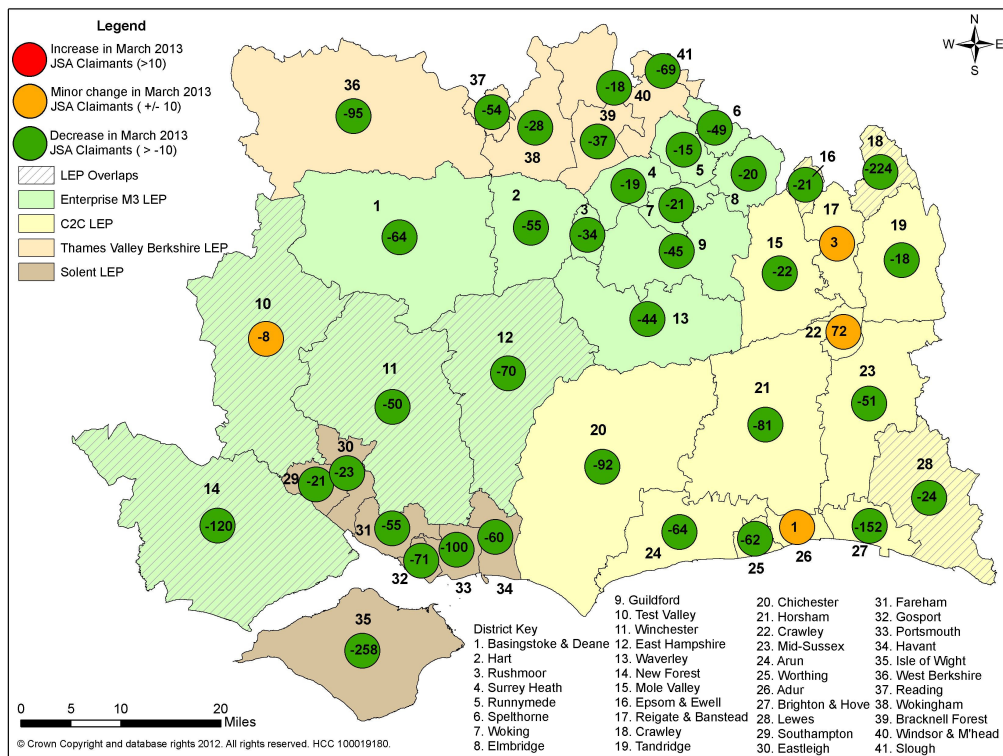 Legend
Increase in March 2013
JSA Claimants (>10)
Minor change in March 2013
JSA Claimants ( +/- 10)
Decrease in March 2013
JSA Claimants ( > -10)
LEP Overlaps
Enterprise M3 LEP
C2C LEP
Thames Valley Berkshire LEP
Solent LEP
N
W E
S
36
-95
37
-54
38
-28
39
-37
40
-18
41
-69
6
-49
5
-15
4
-19
7
-21
8
-20
16
-21
18
-224
17
3
19
-18
1
-64
2
-55
3
-34
9
-45
15
-22
10
-8
13
-44
22
72
12
-70
11
-50
23
-51
21
-81
20
-92
30
-23
29
-21
14
-120
28
-24
31
-55
32
-71
33
-100
34
-60
24
-64
25
-62
26
1
27
-152
35
-258
District Key
1. Basingstoke & Deane
2. Hart
3. Rushmoor
4. Surrey Heath
5. Runnymede
6. Spelthorne
7. Woking
8. Elmbridge
9. Guildford
10. Test Valley
11. Winchester
12. East Hampshire
13. Waverley
14. New Forest
15. Mole Valley
16. Epsom & Ewell
17. Reigate & Banstead
18. Crawley
19. Tandridge
20. Chichester
21. Horsham
22. Crawley
23. Mid-Sussex
24. Arun
25. Worthing
26. Adur
27. Brighton & Hove
28. Lewes
29. Southampton
30. Eastleigh
31. Fareham
32. Gosport
33. Portsmouth
34. Havant
35. Isle of Wight
36. West Berkshire
37. Reading
38. Wokingham
39. Bracknell Forest
40. Windsor & M'head
41. Slough
20 10 0 20
Miles
© Crown Copyright and database rights 2012. All rights reserved. HCC 100019180.